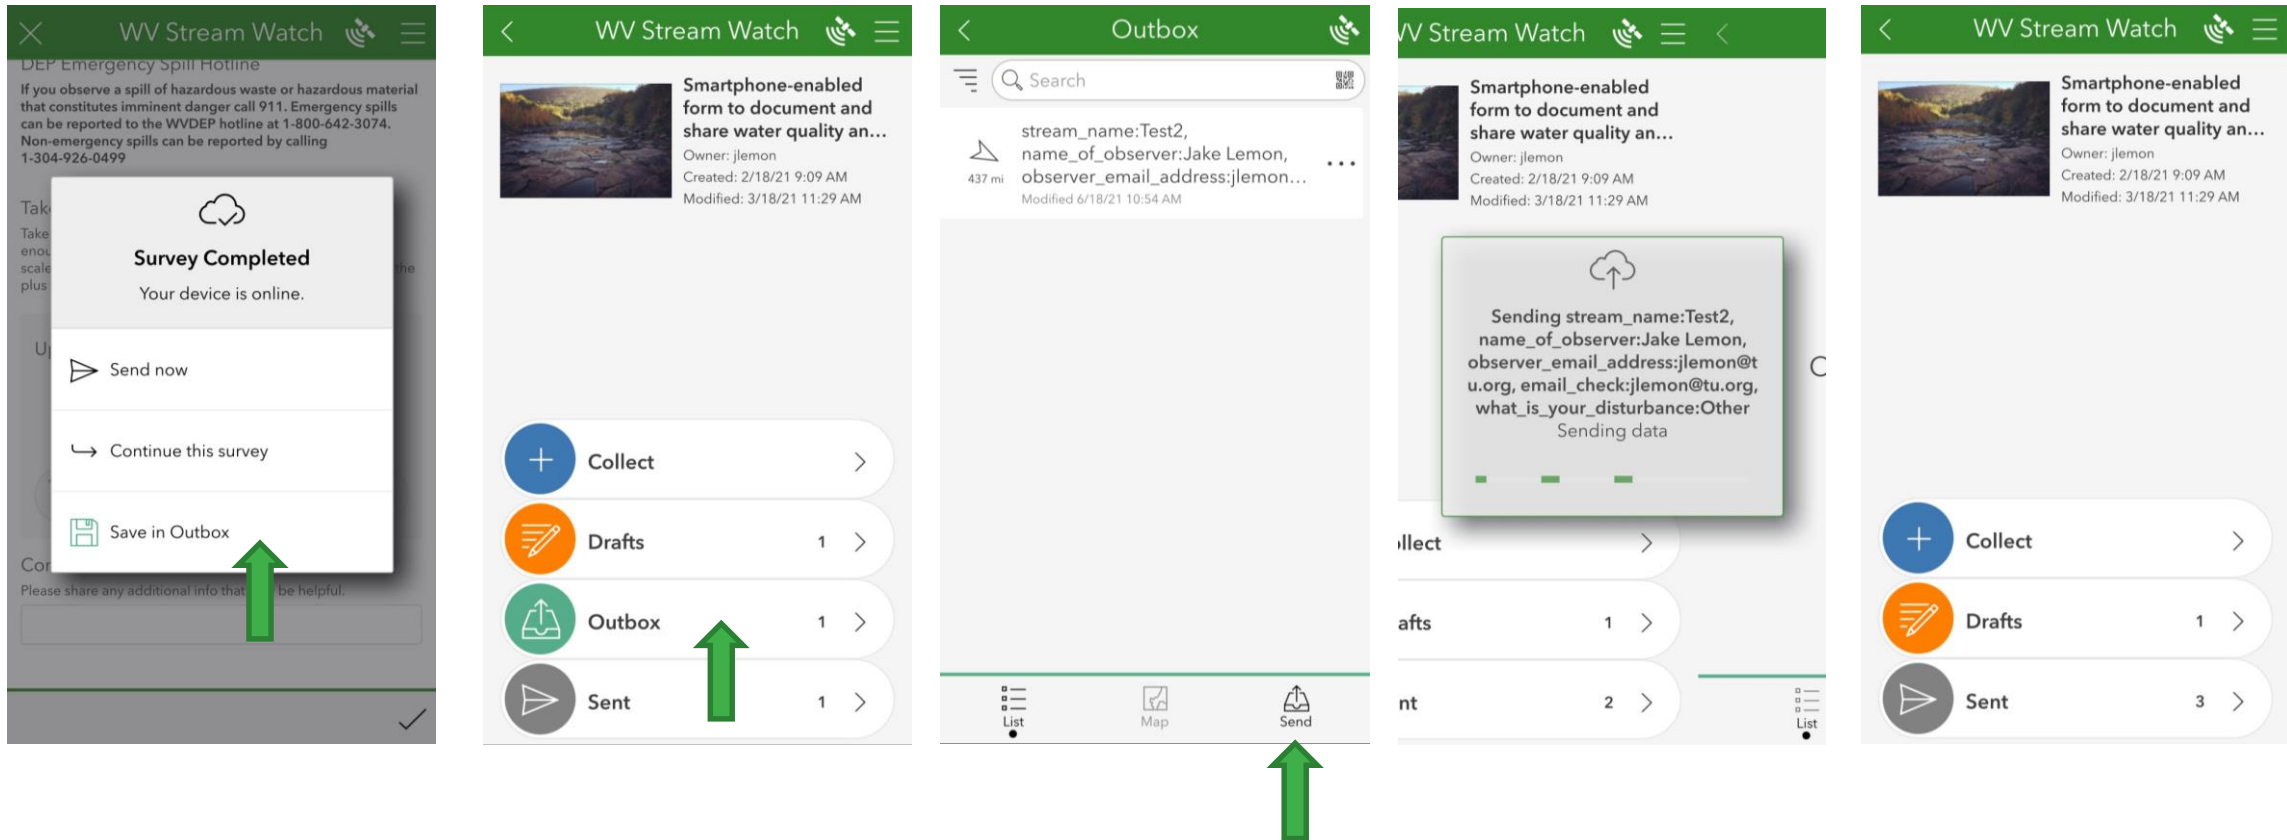 WV Stream Watch
DEP Emergency Spill Hotline
If you observe a spill of hazardous waste or hazardous material
that constitutes imminent danger call 911. Emergency spills
can be reported to the WVDEP hotline at 1-800-642-3074.
Non-emergency spills can be reported by calling
1-304-926-0499
Tak
Take
enou
scale the
plus
Survey Completed
Your device is online.
Send now
Continue this survey
Save in Outbox
Please share any additional info that be helpful.
WV Stream Watch
Smartphone-enabled
form to document and
share water quality an...
Owner: jlemon
Created: 2/18/21 9:09 AM
Modified: 3/18/21 11:29 AM
Collect
Drafts 1
Outbox 1
Sent 1
Outbox
Search
stream_name:Test2,
name_of_observer:Jake Lemon,
observer_email_address:jlemon...
437 mi
Modified 6/18/21 10:54 AM
List
Map
Send
VV Stream Watch
Smartphone-enabled
form to document and
share water quality an...
Owner: jlemon
Created: 2/18/21 9:09 AM
Modified: 3/18/21 11:29 AM
Sending stream_name:Test2,
name_of_observer:Jake Lemon,
observer_email_address:jlemon@t
u.org, email_check:jlemon@tu.org,
what_is_your_disturbance:Other
Sending data
llect
afts 1
nt 2
List
WV Stream Watch
Smartphone-enabled
form to document and
share water quality an...
Owner: jlemon
Created: 2/18/21 9:09 AM
Modified: 3/18/21 11:29 AM
Collect
Drafts 1
Sent 3